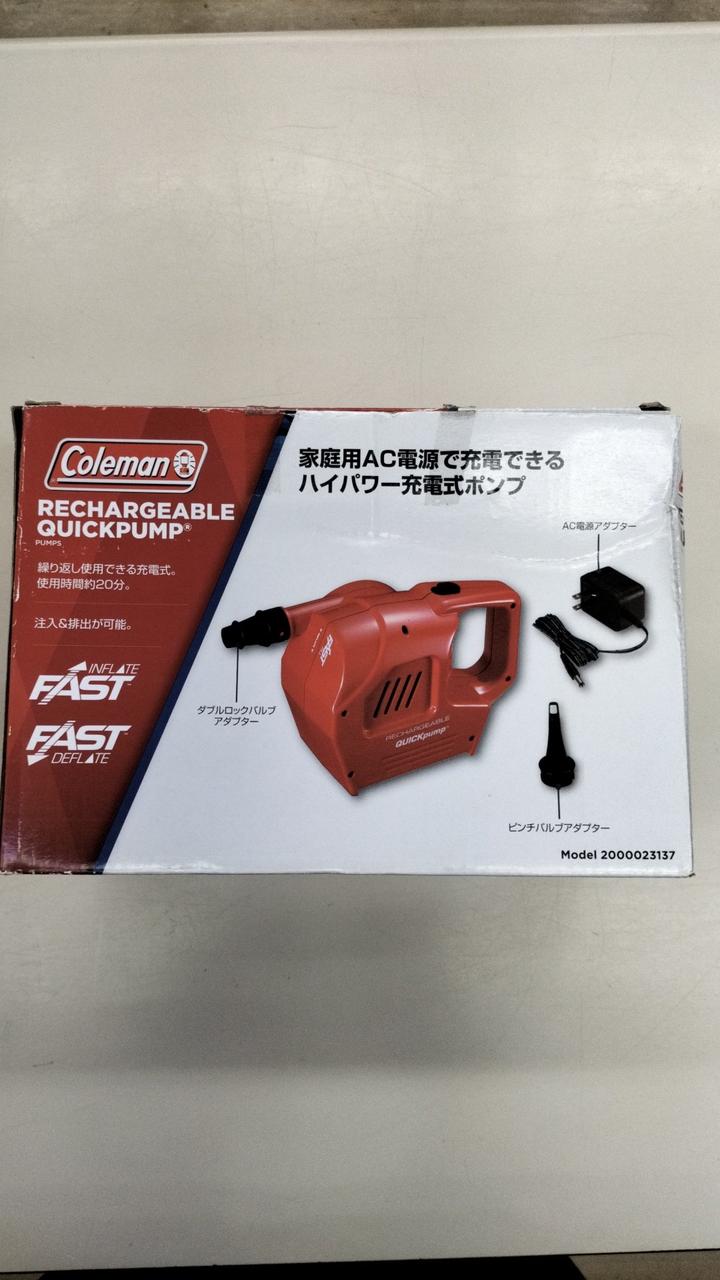 Coleman
RECHARGEABLE
QUICKPUMP®
PUMPS
繰り返し使用できる充電式。
使用時間約20分。
注入&排出が可能。
INFLATE
FAST™
FAST™
DEFLATE
家庭用AC電源で充電できる
ハイパワー充電式ポンプ
AC電源アダプター
ダブルロックバルブ
アダプター
FAST
RECHARGEABLE
QUICKpump™
ピンチバルブアダプター
Model 2000023137